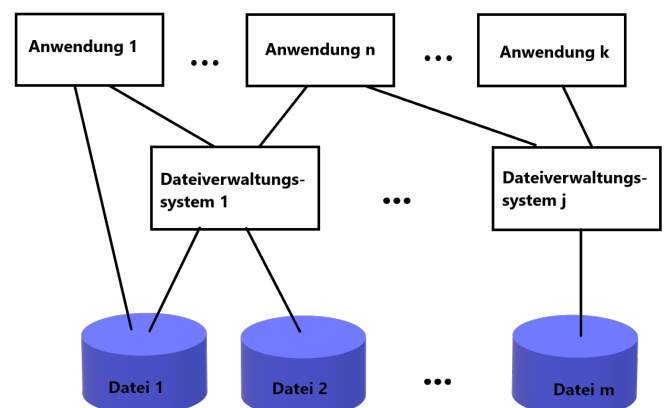 Anwendung 1
...
Anwendung n
...
Anwendung k
Dateiverwaltungs-
system 1
...
Dateiverwaltungs-
system j
Datei 1
Datei 2
...
Datei m